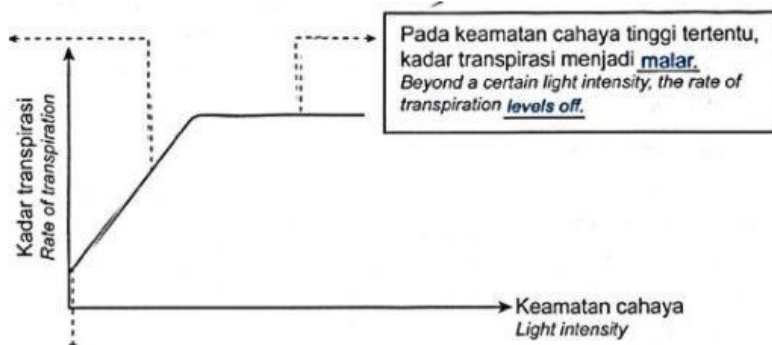 Pada keamatan cahaya tinggi tertentu,
kadar transpirasi menjadi malar.
Beyond a certain light intensity, the rate of
transpiration levels off.
Kadar transpirasi
Rate of transpiration
Keamatan cahaya
Light intensity